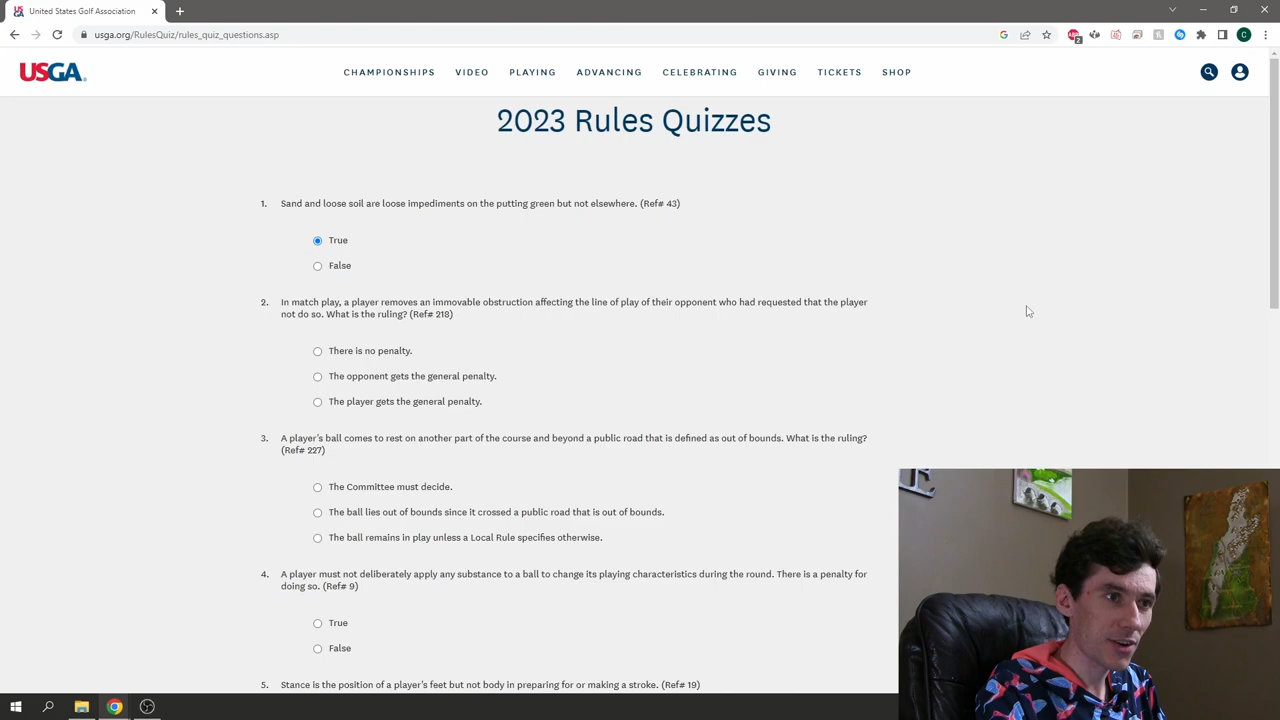 United States Golf Association
usga.org/RulesQuiz/rules_quiz_questions.asp
USGA
CHAMPIONSHIPS VIDEO PLAYING ADVANCING CELEBRATING GIVING TICKETS SHOP
2023 Rules Quizzes
1. Sand and loose soil are loose impediments on the putting green but not elsewhere. (Ref# 43)
True
False
2. In match play, a player removes an immovable obstruction affecting the line of play of their opponent who had requested that the player
not do so. What is the ruling? (Ref# 218)
There is no penalty.
The opponent gets the general penalty.
The player gets the general penalty.
3. A player's ball comes to rest on another part of the course and beyond a public road that is defined as out of bounds. What is the ruling?
(Ref# 227)
The Committee must decide.
The ball lies out of bounds since it crossed a public road that is out of bounds.
The ball remains in play unless a Local Rule specifies otherwise.
4. A player must not deliberately apply any substance to a ball to change its playing characteristics during the round. There is a penalty for
doing so. (Ref# 9)
True
False
5. Stance is the position of a player's feet but not body in preparing for or making a stroke. (Ref# 19)